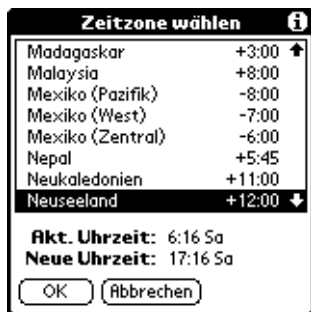 Zeitzone wählen
Madagaskar +3:00
Malaysia +8:00
Mexiko (Pazifik) -8:00
Mexiko (West) -7:00
Mexiko (Zentral) -6:00
Nepal +5:45
Neukaledonien +11:00
Neuseeland +12:00
Akt. Uhrzeit: 6:16 Sa
Neue Uhrzeit: 17:16 Sa
OK Abbrechen